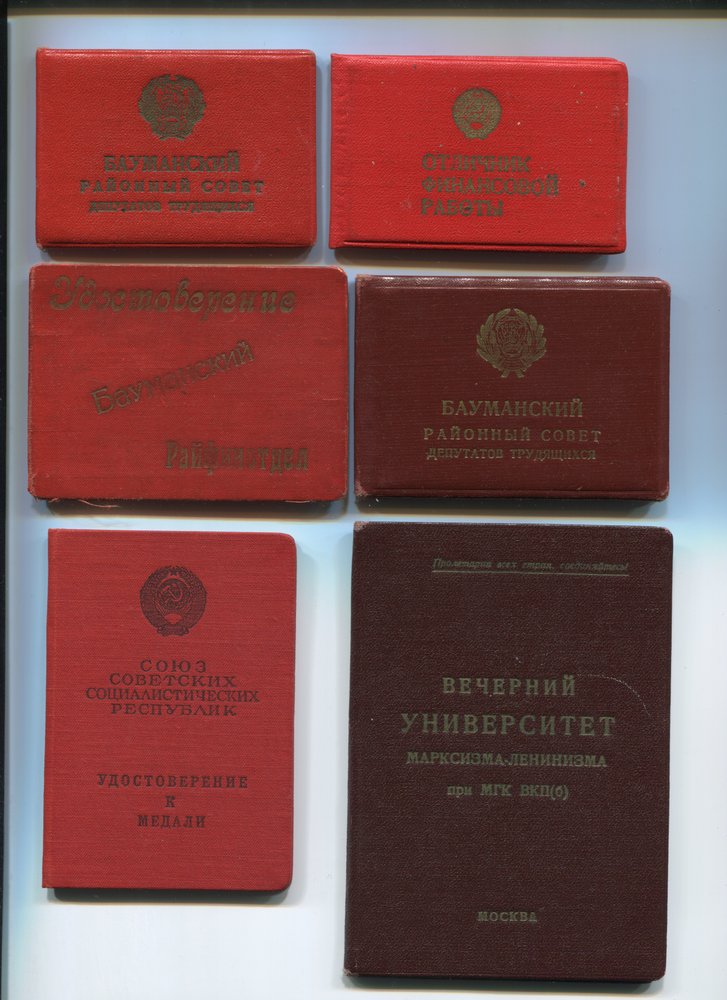 БАУМАНСКИЙ
РАЙОННЫЙ СОВЕТ
ДЕПУТАТОВ ТРУДЯЩИХСЯ
ОТЛИЧНИК
ФИНАНСОВОЙ
РАБОТЫ
Удостоверение
Бауманский
Райфинотдел
БАУМАНСКИЙ
РАЙОННЫЙ СОВЕТ
ДЕПУТАТОВ ТРУДЯЩИХСЯ
СОЮЗ
СОВЕТСКИХ
СОЦИАЛИСТИЧЕСКИХ
РЕСПУБЛИК
УДОСТОВЕРЕНИЕ
К
МЕДАЛИ
Пролетарии всех стран, соединяйтесь!
ВЕЧЕРНИЙ
УНИВЕРСИТЕТ
МАРКСИЗМА-ЛЕНИНИЗМА
при МГК ВКП(б)
МОСКВА